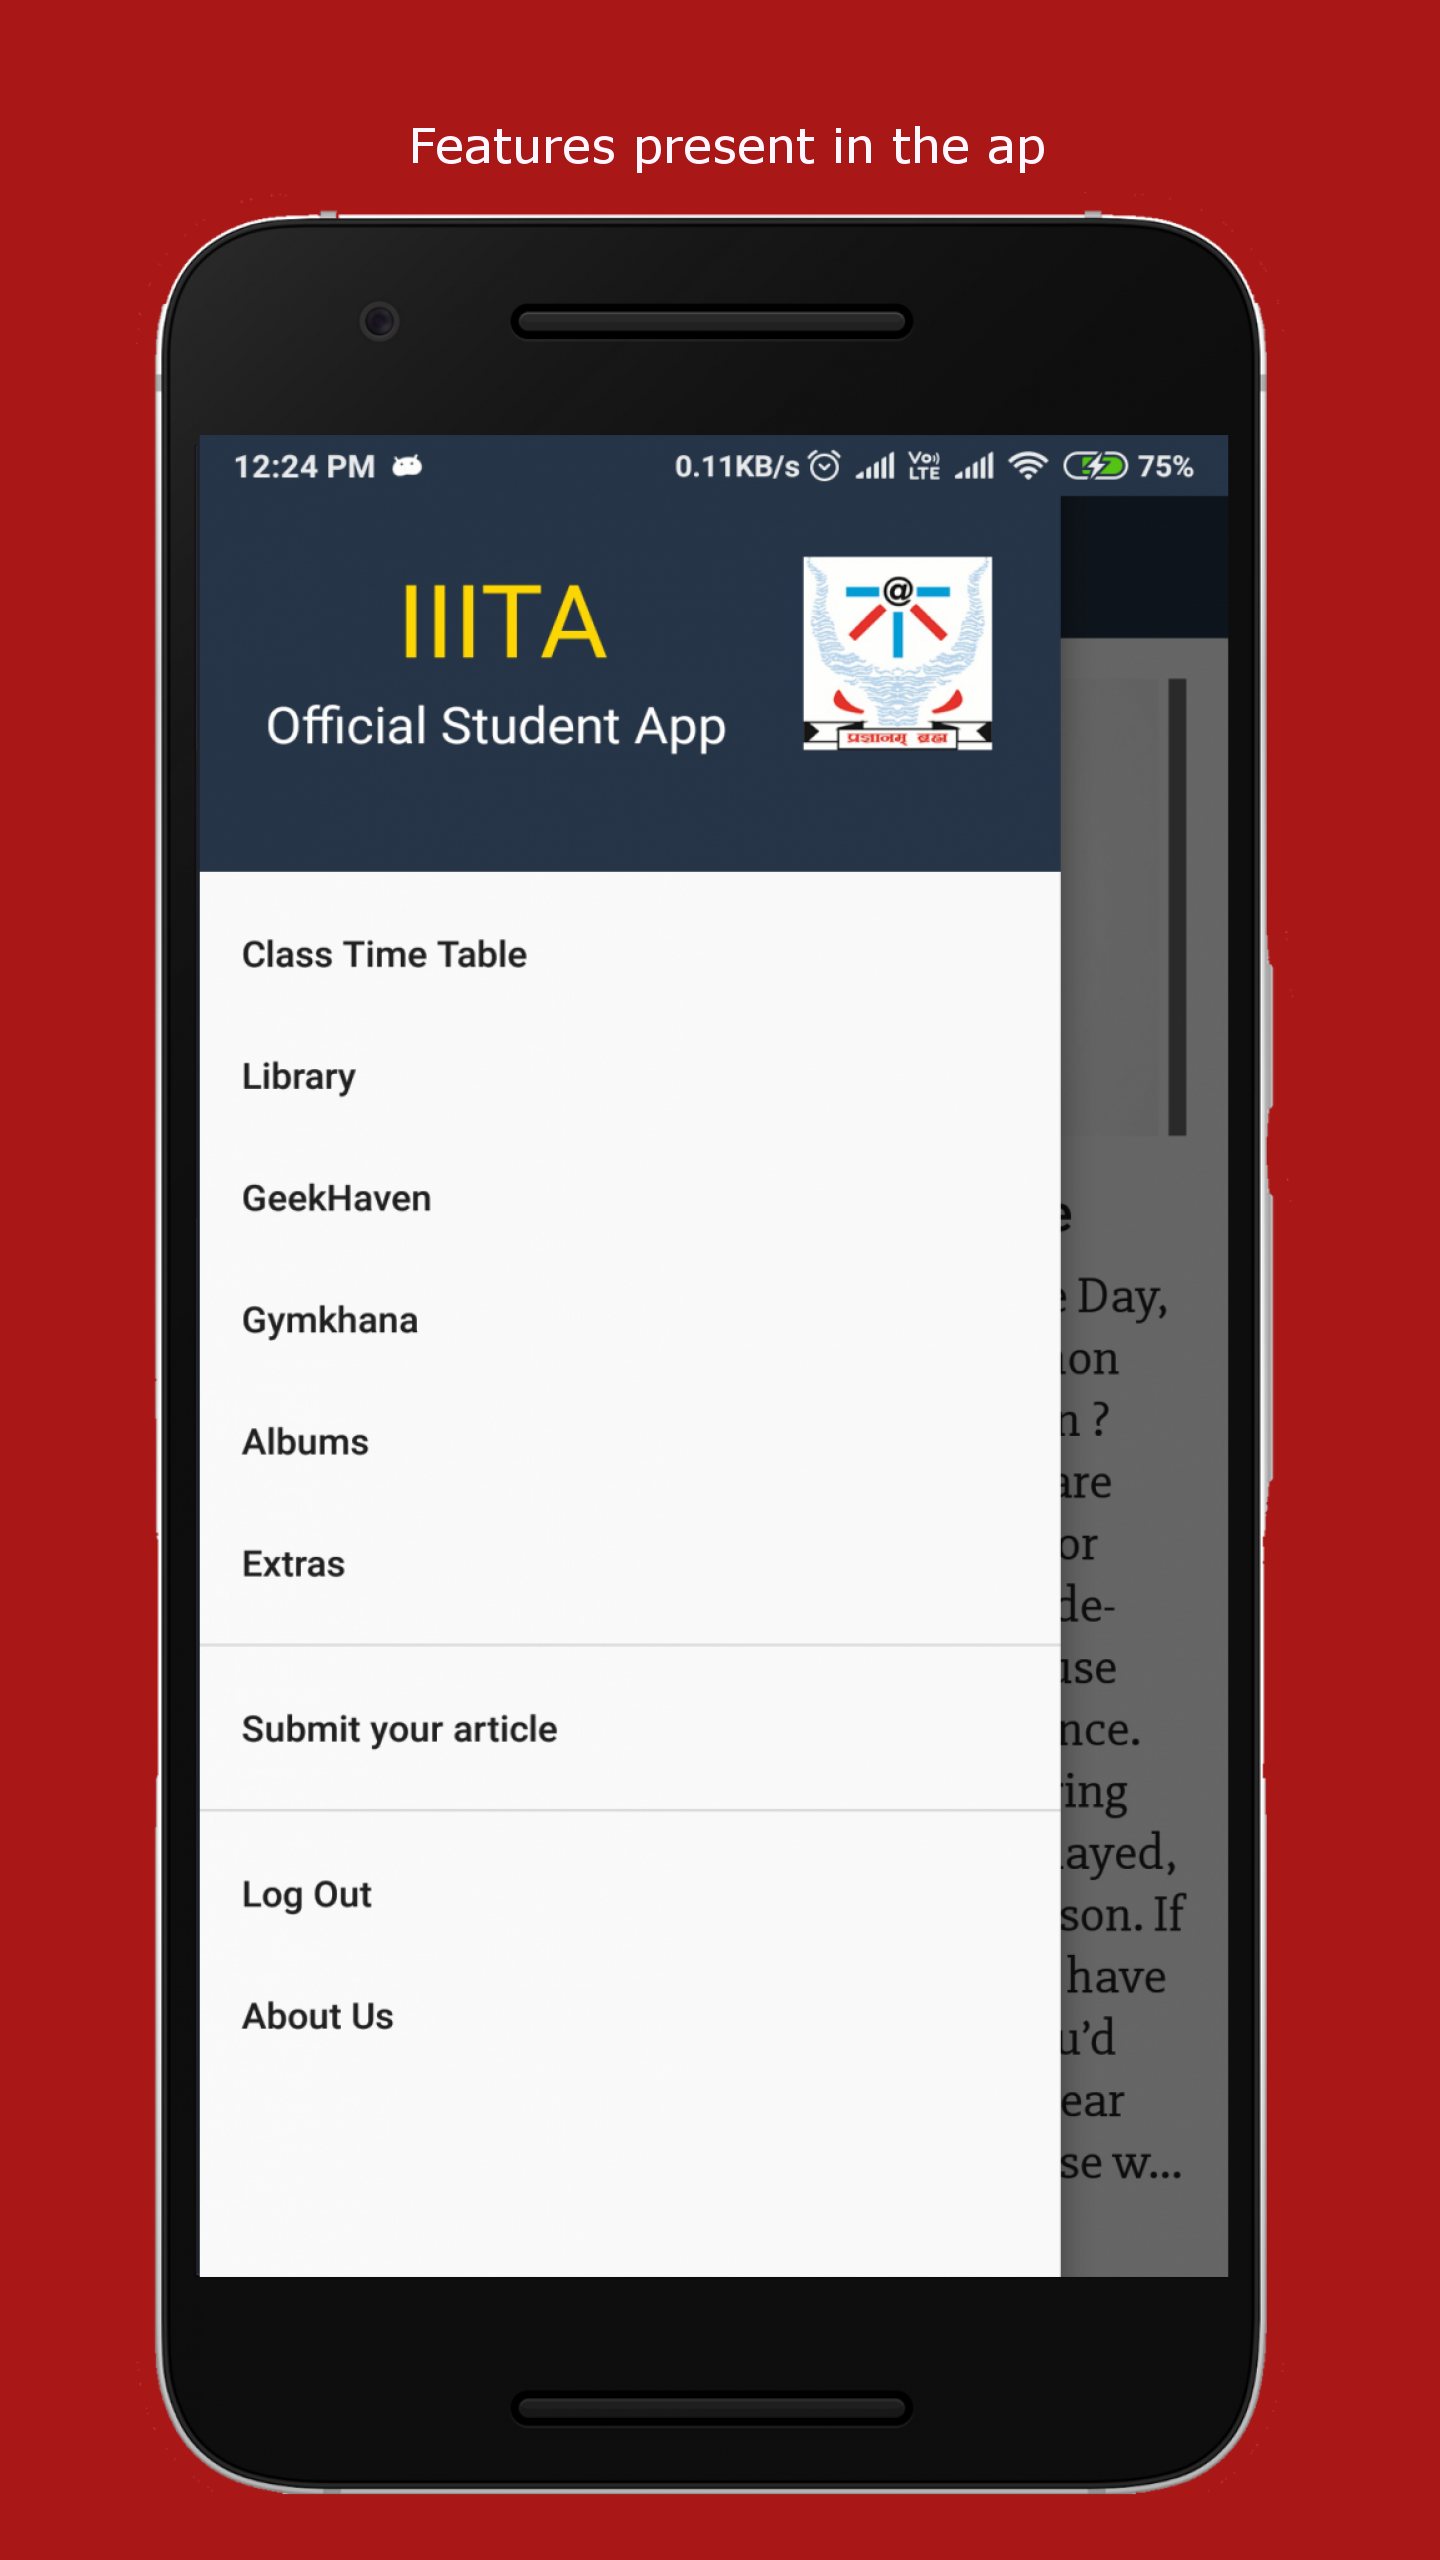 Features present in the ap
12:24 PM 0.11KB/s Vo)) LTE 75%
IIITA
Official Student App
@
प्रज्ञानम् ब्रह्म
Class Time Table
Library
GeekHaven
Gymkhana
Albums
Extras
Submit your article
Log Out
About Us
e
e Day,
on
n ?
are
or
de-
use
nce.
ing
ayed,
son. If
have
u’d
ear
se w...